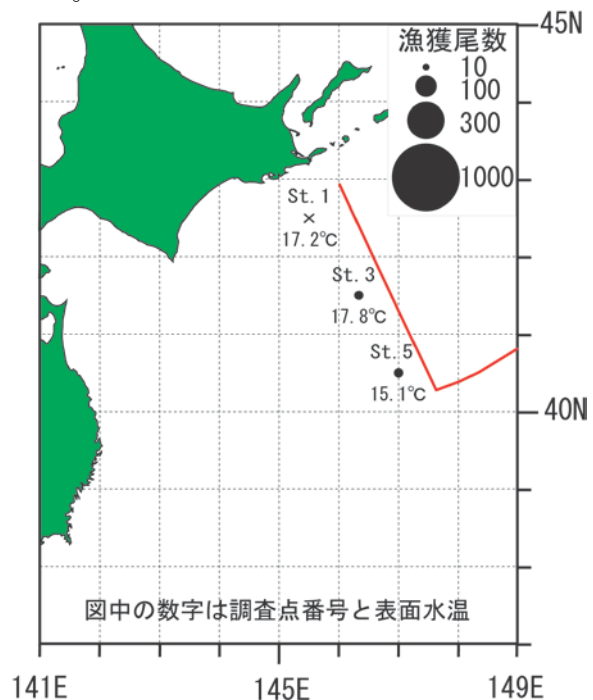 45N
漁獲尾数
10
100
300
1000
St. 1
×
17.2℃
St. 3
17.8℃
St. 5
15.1℃
40N
図中の数字は調査点番号と表面水温
141E
145E
149E